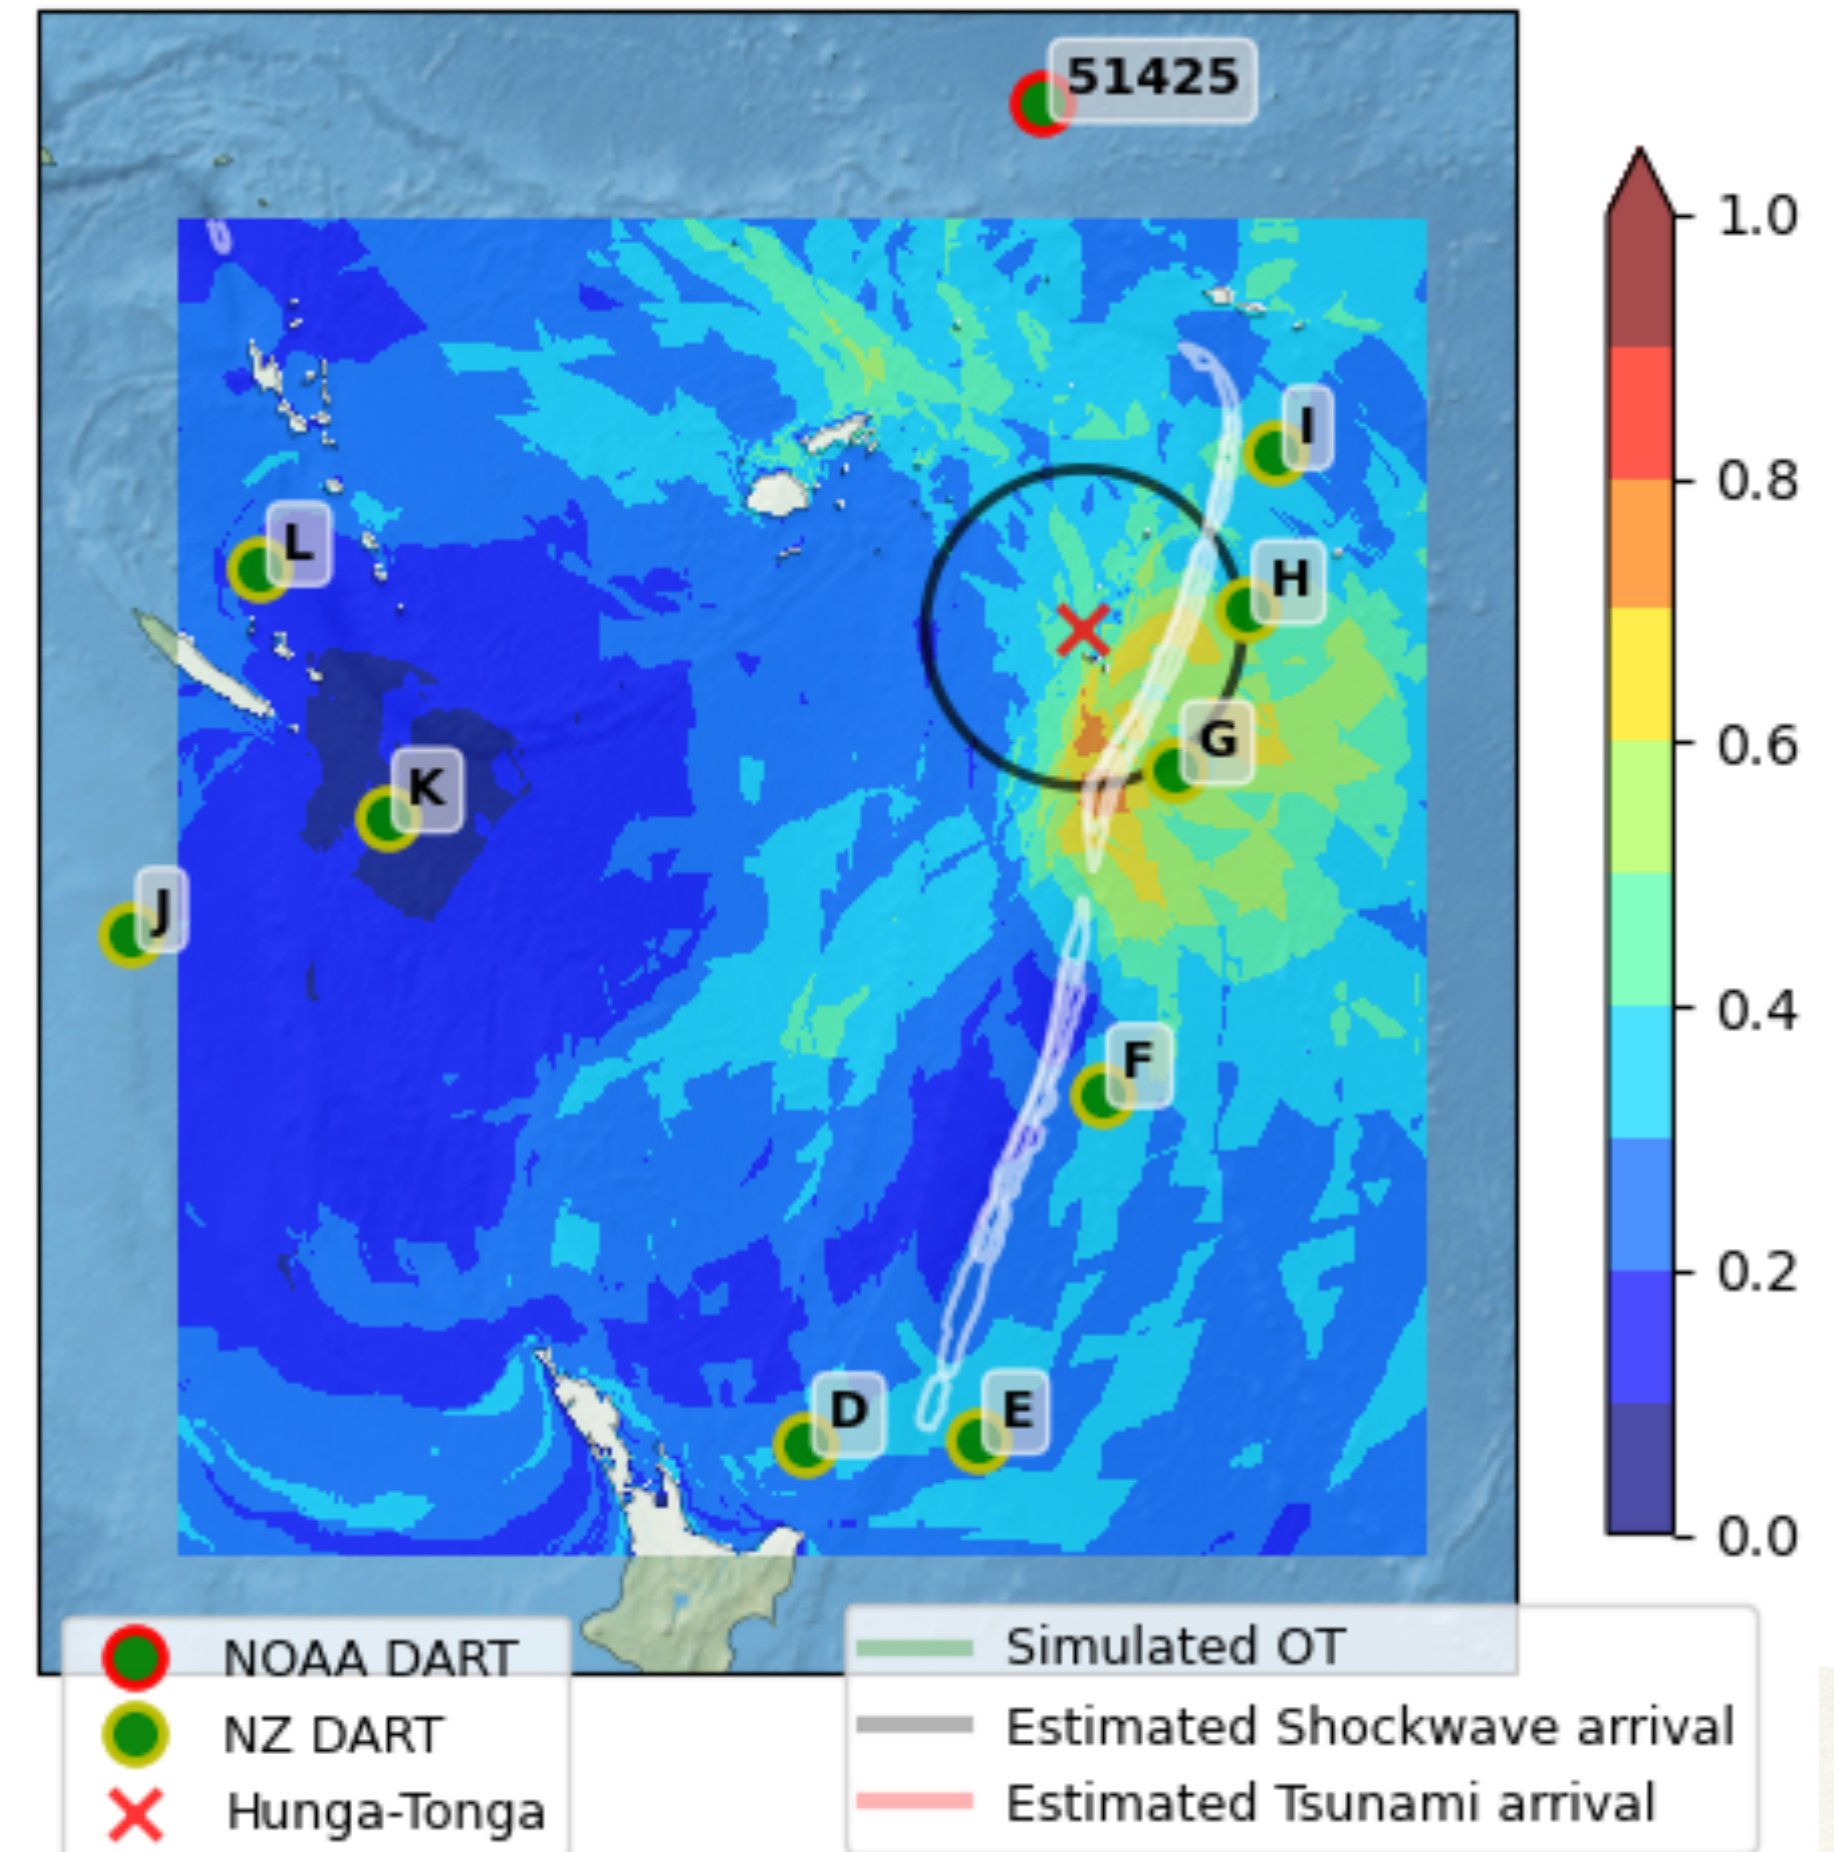 51425
I
L
H
G
K
J
F
D
E
1.0
0.8
0.6
0.4
0.2
0.0
NOAA DART
NZ DART
Hunga-Tonga
Simulated OT
Estimated Shockwave arrival
Estimated Tsunami arrival